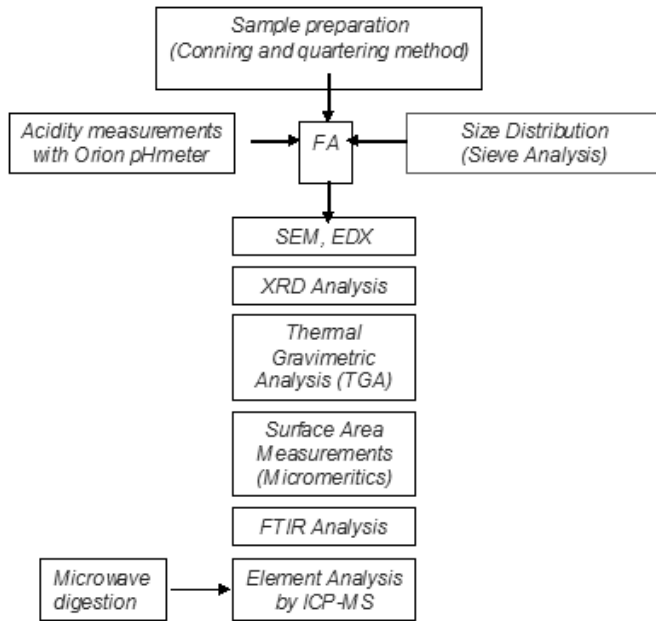 Sample preparation
(Conning and quartering method)
Acidity measurements
with Orion pHmeter
FA
Size Distribution
(Sieve Analysis)
SEM, EDX
XRD Analysis
Thermal
Gravimetric
Analysis (TGA)
Surface Area
Measurements
(Micromeritics)
FTIR Analysis
Microwave
digestion
Element Analysis
by ICP-MS